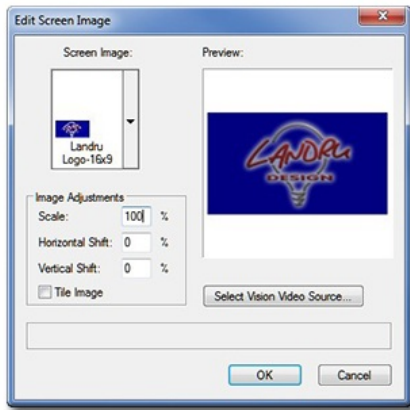 Edit Screen Image
Screen Image:
Preview:
Landru
Logo-16x9
LANDRU
DESIGN
Image Adjustments
Scale: 100 %
Horizontal Shift: 0 %
Vertical Shift: 0 %
Tile Image
Select Vision Video Source...
OK
Cancel